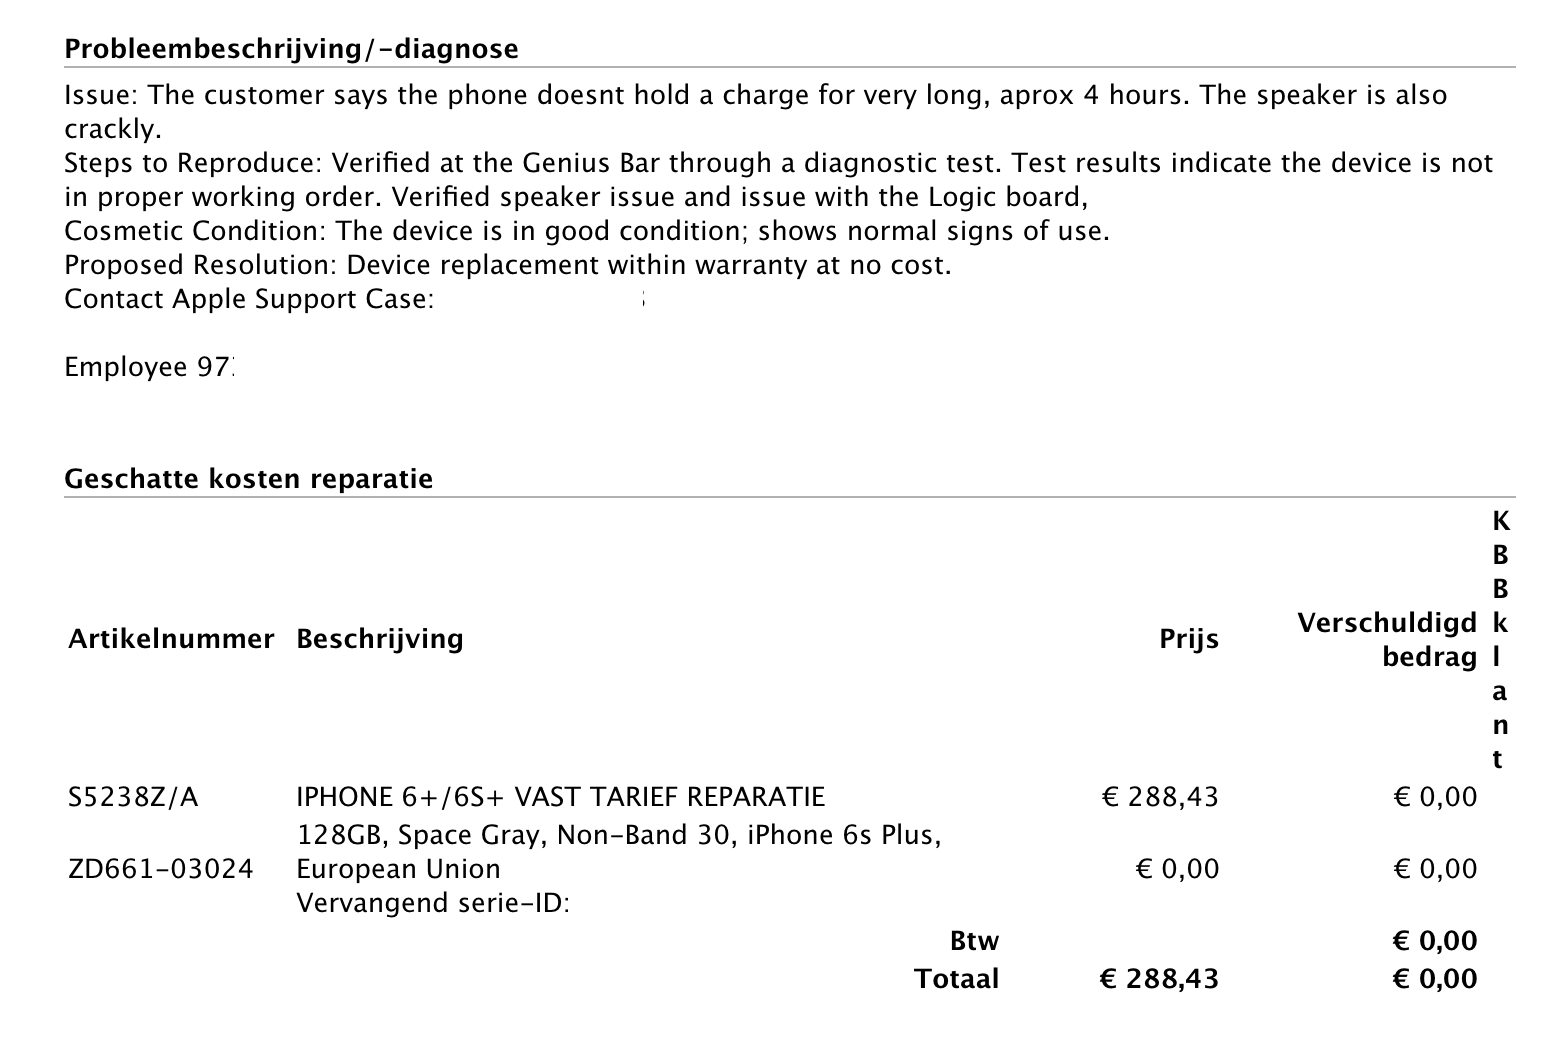 Probleembeschrijving/-diagnose
Issue: The customer says the phone doesnt hold a charge for very long, aprox 4 hours. The speaker is also
crackly.
Steps to Reproduce: Verified at the Genius Bar through a diagnostic test. Test results indicate the device is not
in proper working order. Verified speaker issue and issue with the Logic board,
Cosmetic Condition: The device is in good condition; shows normal signs of use.
Proposed Resolution: Device replacement within warranty at no cost.
Contact Apple Support Case:
Employee 97
Geschatte kosten reparatie
Artikelnummer Beschrijving Prijs Verschuldigd bedrag KBBklant
S5238Z/A IPHONE 6+/6S+ VAST TARIEF REPARATIE € 288,43 € 0,00
128GB, Space Gray, Non-Band 30, iPhone 6s Plus,
ZD661-03024 European Union € 0,00 € 0,00
Vervangend serie-ID:
Btw € 0,00
Totaal € 288,43 € 0,00